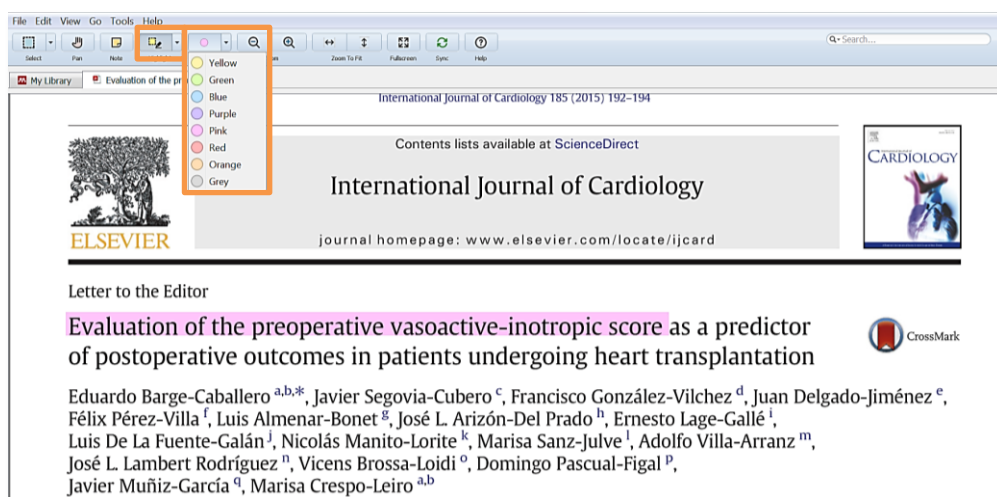 File Edit View Go Tools Help
Select Pan Note Zoom To Fit Fullscreen Sync Help
Search...
My Library Evaluation of the pre
Yellow
Green
Blue
Purple
Pink
Red
Orange
Grey
International Journal of Cardiology 185 (2015) 192–194
Contents lists available at ScienceDirect
International Journal of Cardiology
journal homepage: www.elsevier.com/locate/ijcard
ELSEVIER
CARDIOLOGY
Letter to the Editor
Evaluation of the preoperative vasoactive-inotropic score as a predictor
of postoperative outcomes in patients undergoing heart transplantation
CrossMark
Eduardo Barge-Caballero a,b,*, Javier Segovia-Cubero c, Francisco González-Vilchez d, Juan Delgado-Jiménez e,
Félix Pérez-Villa f, Luis Almenar-Bonet g, José L. Arizón-Del Prado h, Ernesto Lage-Gallé i,
Luis De La Fuente-Galán j, Nicolás Manito-Lorite k, Marisa Sanz-Julve l, Adolfo Villa-Arranz m,
José L. Lambert Rodríguez n, Vicens Brossa-Loidi o, Domingo Pascual-Figal p,
Javier Muñiz-García q, Marisa Crespo-Leiro a,b